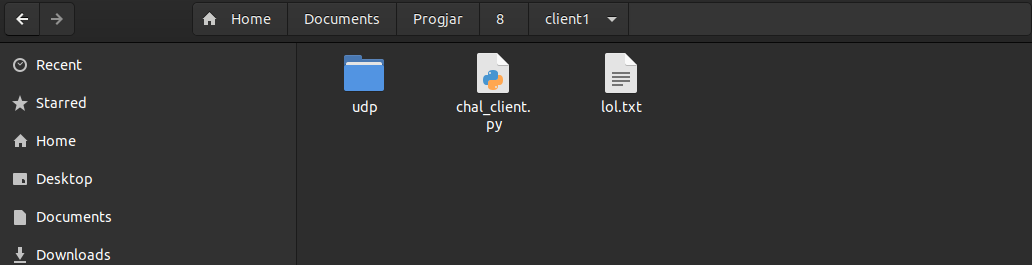 Home Documents Progjar 8 client1
Recent
Starred
Home
Desktop
Documents
Downloads
udp chal_client. lol.txt
py